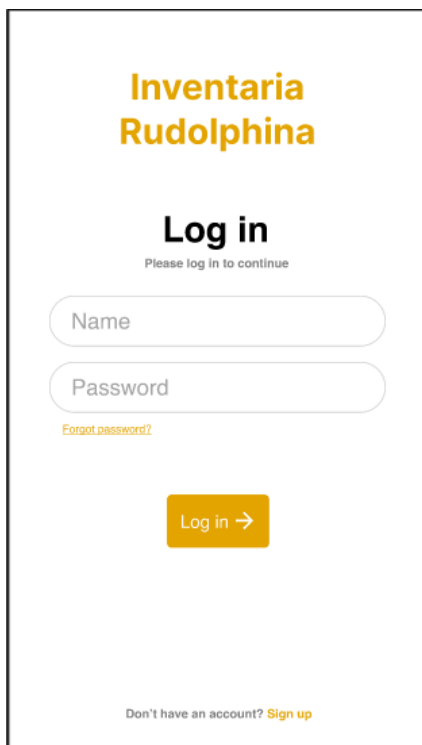 Inventaria
Rudolphina
Log in
Please log in to continue
Name
Password
Forgot password?
Log in →
Don't have an account? Sign up